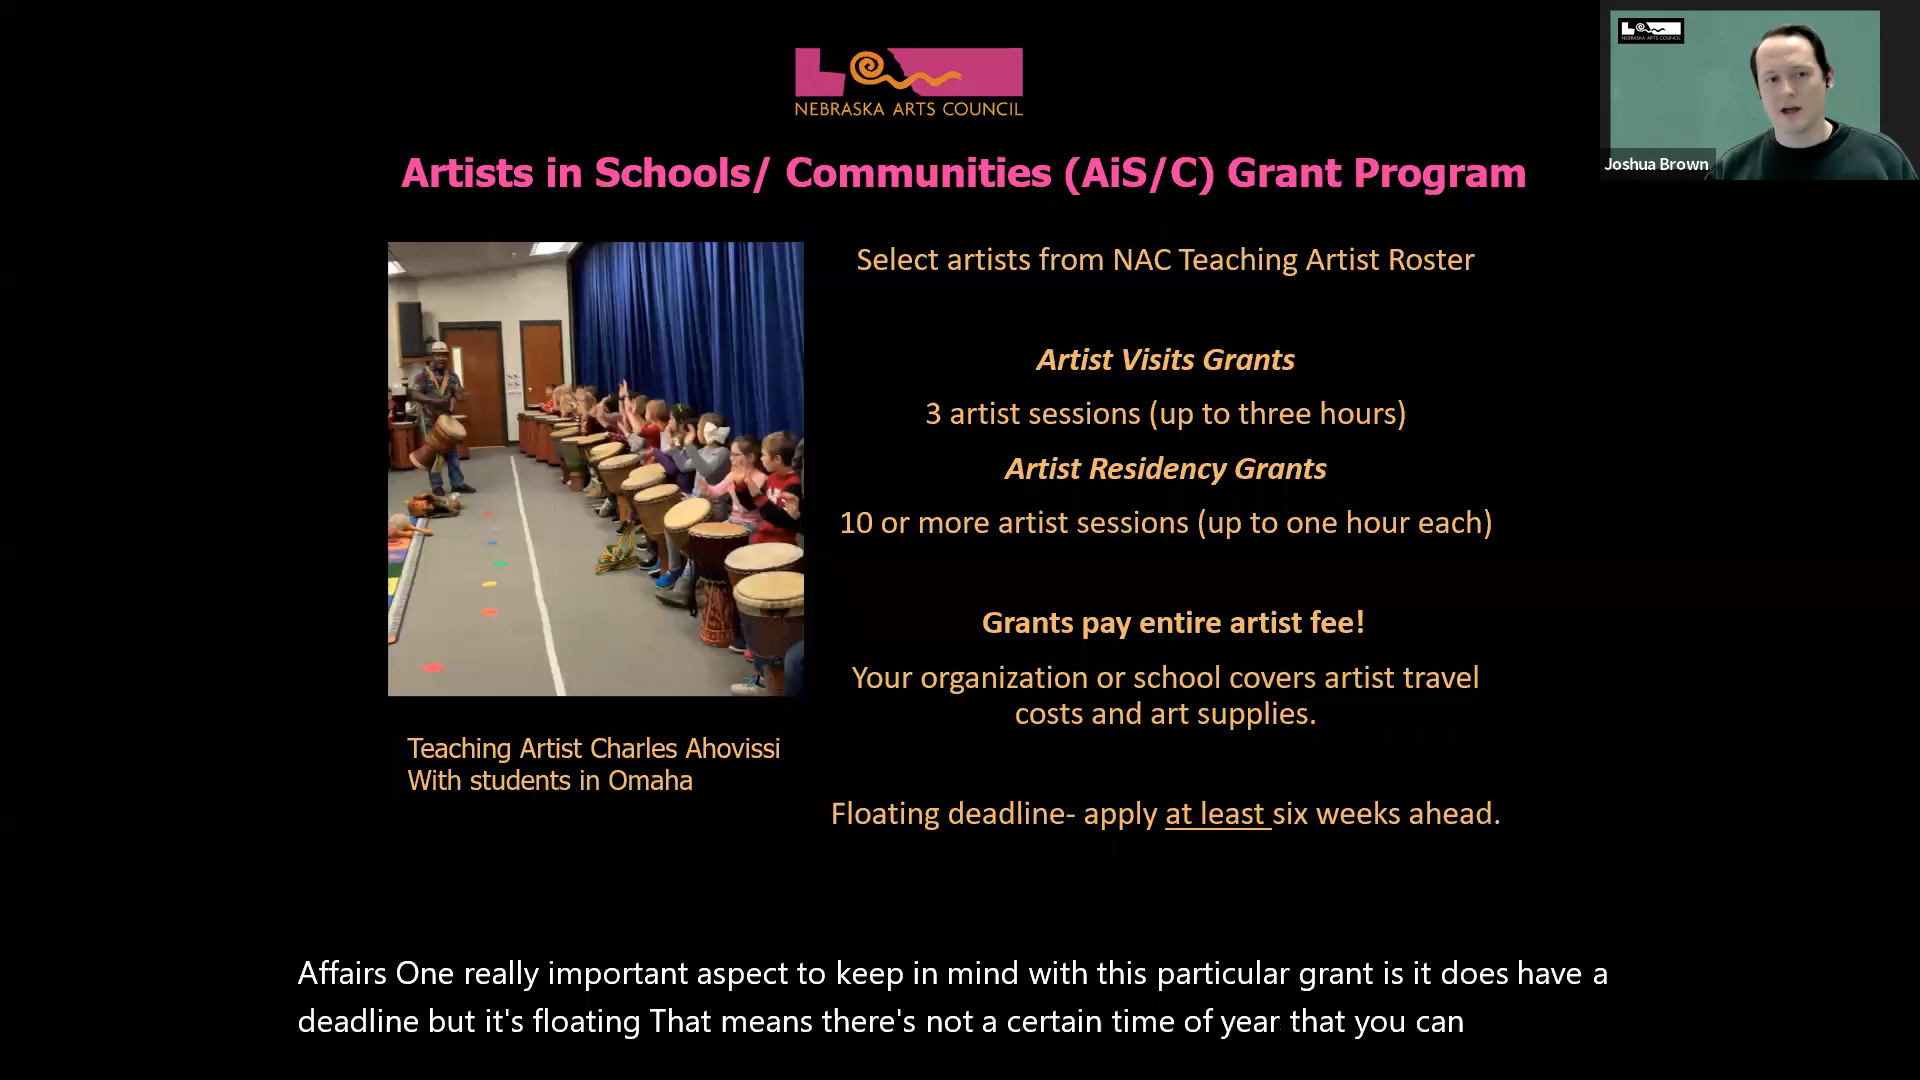 NEBRASKA ARTS COUNCIL
NEBRASKA ARTS COUNCIL
Joshua Brown
Artists in Schools/ Communities (AiS/C) Grant Program
Select artists from NAC Teaching Artist Roster
Artist Visits Grants
3 artist sessions (up to three hours)
Artist Residency Grants
10 or more artist sessions (up to one hour each)
Grants pay entire artist fee!
Your organization or school covers artist travel
costs and art supplies.
Teaching Artist Charles Ahovissi
With students in Omaha
Floating deadline- apply at least six weeks ahead.
Affairs One really important aspect to keep in mind with this particular grant is it does have a
deadline but it's floating That means there's not a certain time of year that you can